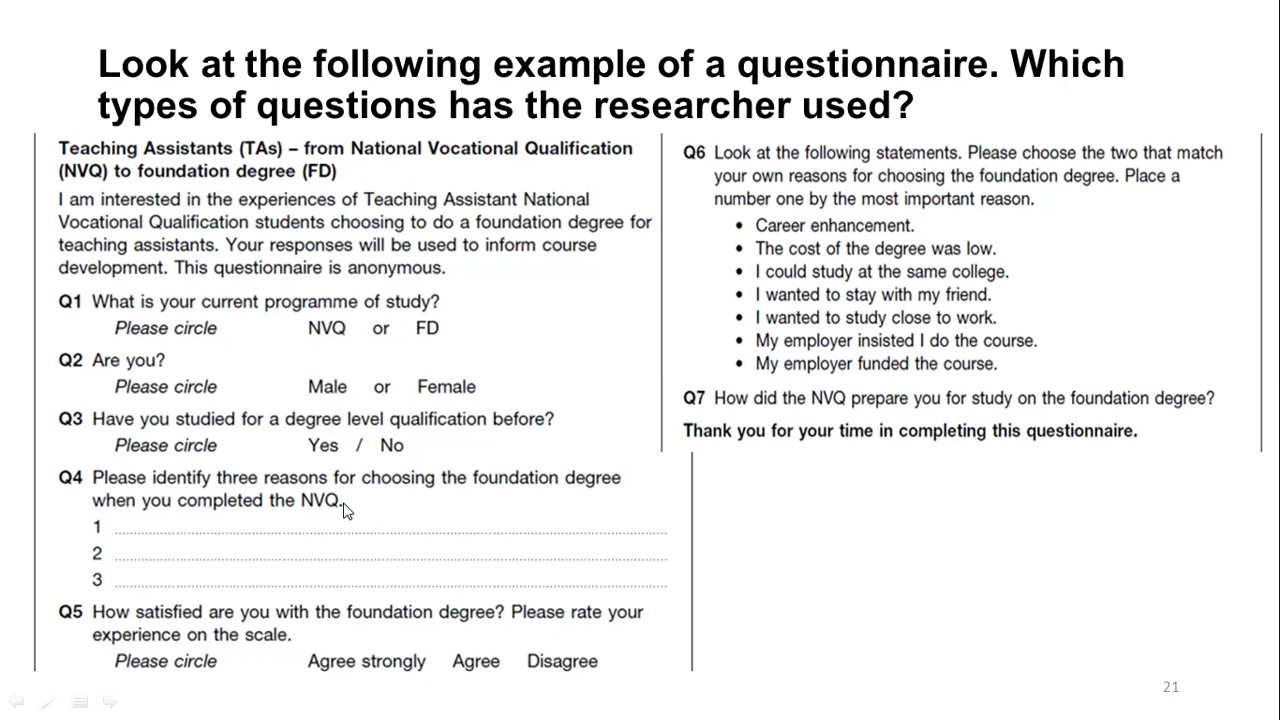 Look at the following example of a questionnaire. Which
types of questions has the researcher used?
Teaching Assistants (TAs) – from National Vocational Qualification
(NVQ) to foundation degree (FD)
I am interested in the experiences of Teaching Assistant National
Vocational Qualification students choosing to do a foundation degree for
teaching assistants. Your responses will be used to inform course
development. This questionnaire is anonymous.
Q1 What is your current programme of study?
Please circle NVQ or FD
Q2 Are you?
Please circle Male or Female
Q3 Have you studied for a degree level qualification before?
Please circle Yes / No
Q4 Please identify three reasons for choosing the foundation degree
when you completed the NVQ.
1
2
3
Q5 How satisfied are you with the foundation degree? Please rate your
experience on the scale.
Please circle Agree strongly Agree Disagree
Q6 Look at the following statements. Please choose the two that match
your own reasons for choosing the foundation degree. Place a
number one by the most important reason.
• Career enhancement.
• The cost of the degree was low.
• I could study at the same college.
• I wanted to stay with my friend.
• I wanted to study close to work.
• My employer insisted I do the course.
• My employer funded the course.
Q7 How did the NVQ prepare you for study on the foundation degree?
Thank you for your time in completing this questionnaire.
21